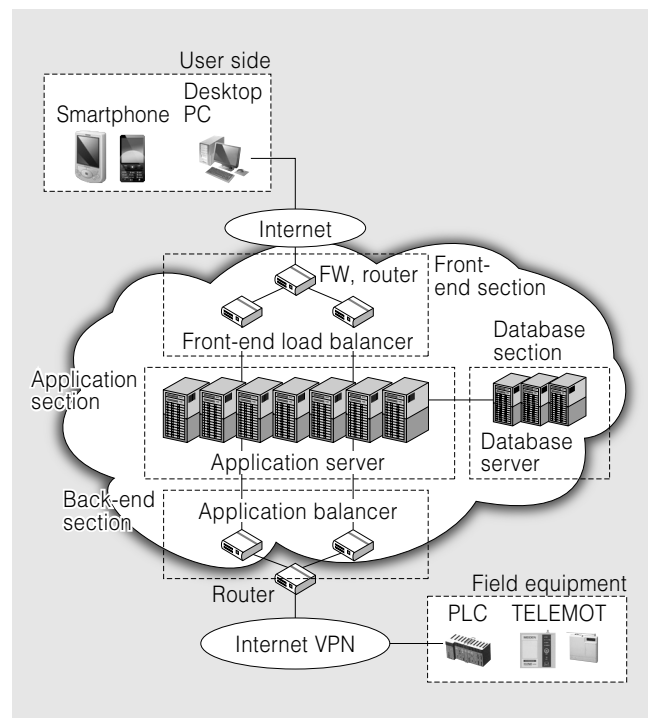 User side
Smartphone
Desktop
PC
Internet
FW, router
Front-
end section
Front-end load balancer
Database
section
Application
section
Application server
Database
server
Back-end
section
Application balancer
Router
Field equipment
PLC
TELEMOT
Internet VPN